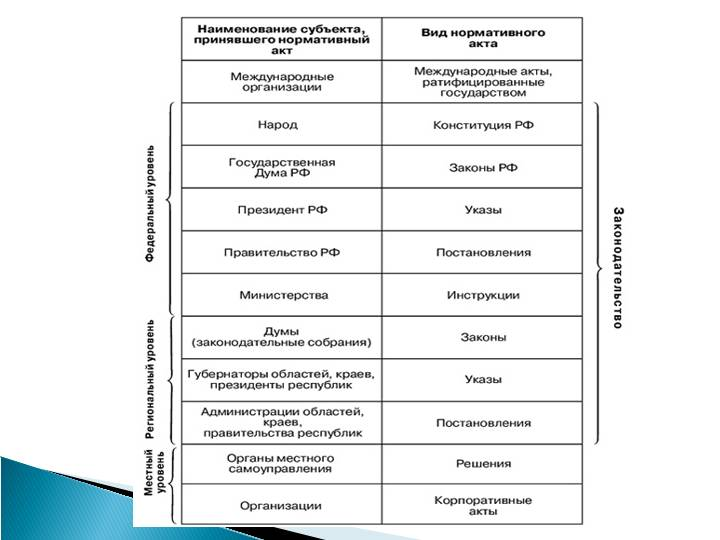 Наименование субъекта,
принявшего нормативный
акт
Вид нормативного
акта
Международные
организации
Международные акты,
ратифицированные
государством
Федеральный уровень
Народ
Конституция РФ
Государственная
Дума РФ
Законы РФ
Президент РФ
Указы
Правительство РФ
Постановления
Министерства
Инструкции
Региональный уровень
Думы
(законодательные собрания)
Законы
Губернаторы областей, краев,
президенты республик
Указы
Администрации областей,
краев,
правительства республик
Постановления
Законодательство
Местный
уровень
Органы местного
самоуправления
Решения
Организации
Корпоративные
акты